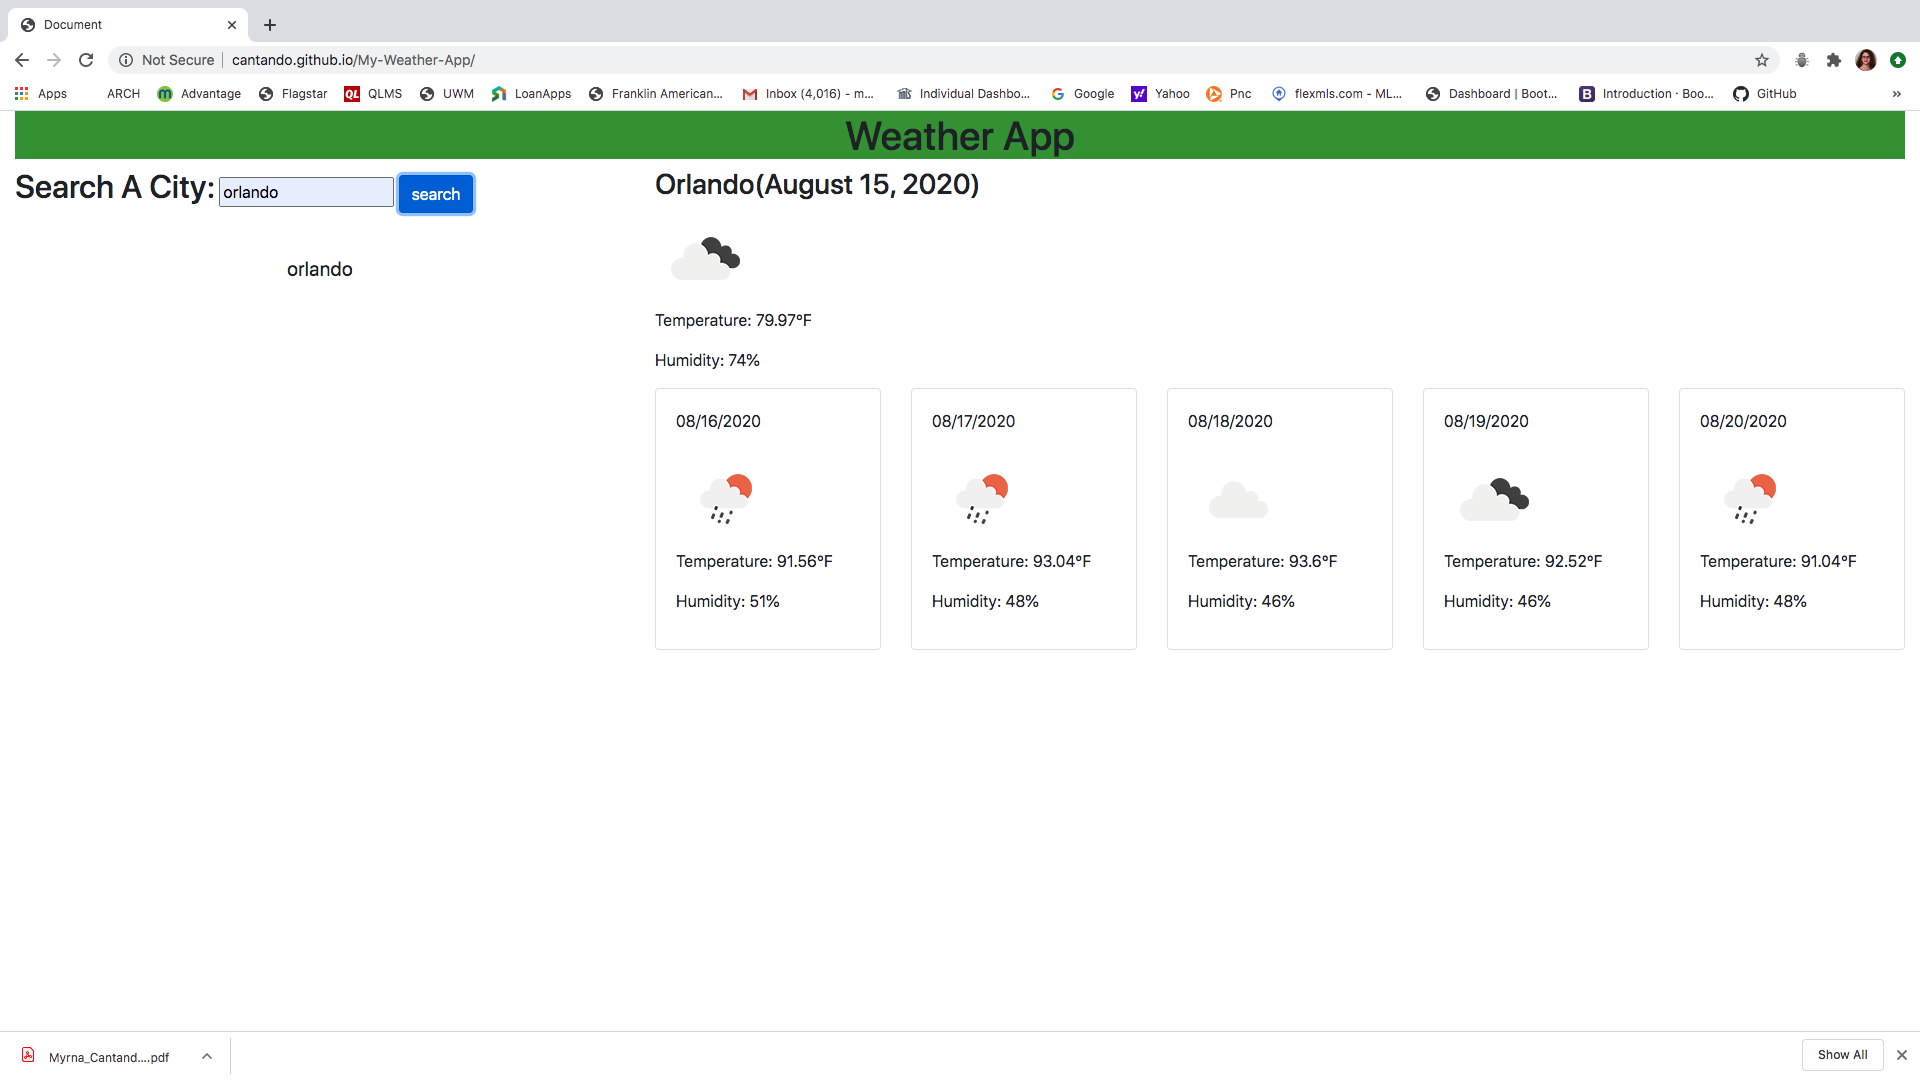 Document
Not Secure cantando.github.io/My-Weather-App/
Apps ARCH Advantage Flagstar QL QLMS UWM LoanApps Franklin American... Inbox (4,016) – m... Individual Dashbo... Google y! Yahoo Pnc flexmls.com - ML... Dashboard | Boot... B Introduction · Boo... GitHub »
Weather App
Search A City: orlando search
orlando
Orlando(August 15, 2020)
Temperature: 79.97°F
Humidity: 74%
08/16/2020
Temperature: 91.56°F
Humidity: 51%
08/17/2020
Temperature: 93.04°F
Humidity: 48%
08/18/2020
Temperature: 93.6°F
Humidity: 46%
08/19/2020
Temperature: 92.52°F
Humidity: 46%
08/20/2020
Temperature: 91.04°F
Humidity: 48%
Myrna_Cantand....pdf
Show All